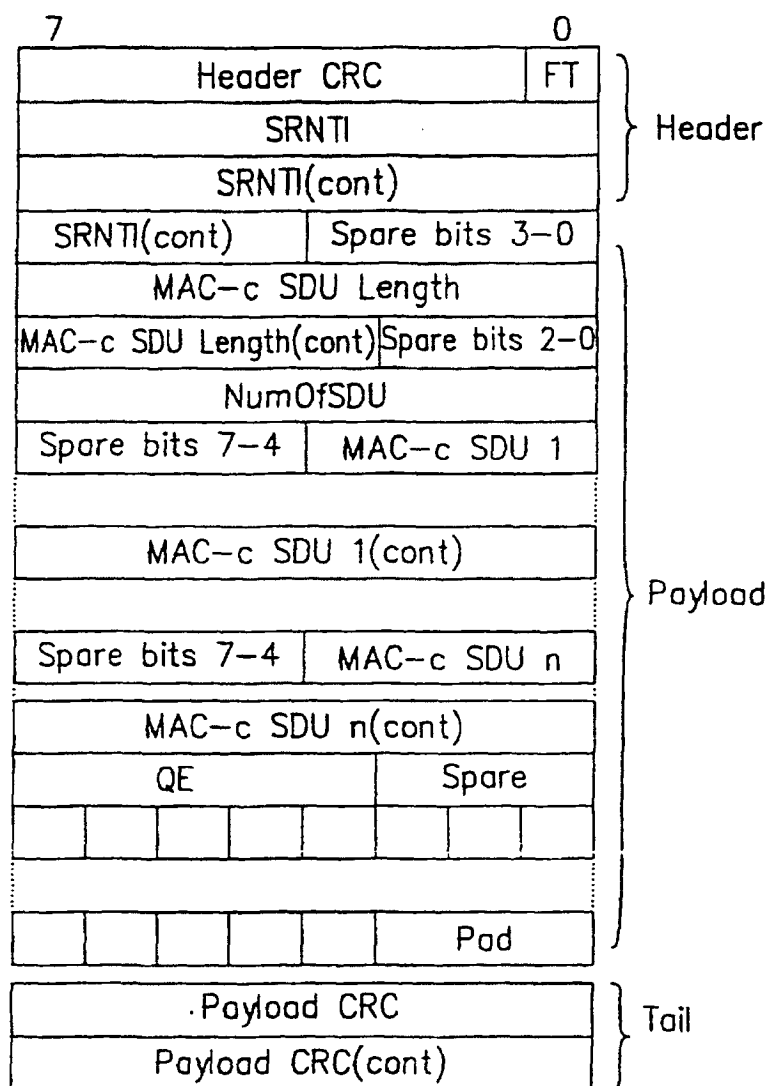 7 0
Header CRC FT
SRNTI
Header
SRNTI(cont)
SRNTI(cont) Spare bits 3-0
MAC-c SDU Length
MAC-c SDU Length(cont) Spare bits 2-0
NumOfSDU
Spare bits 7-4 MAC-c SDU 1
MAC-c SDU 1(cont)
Payload
Spare bits 7-4 MAC-c SDU n
MAC-c SDU n(cont)
QE Spare
Pad
Payload CRC
Tail
Payload CRC(cont)